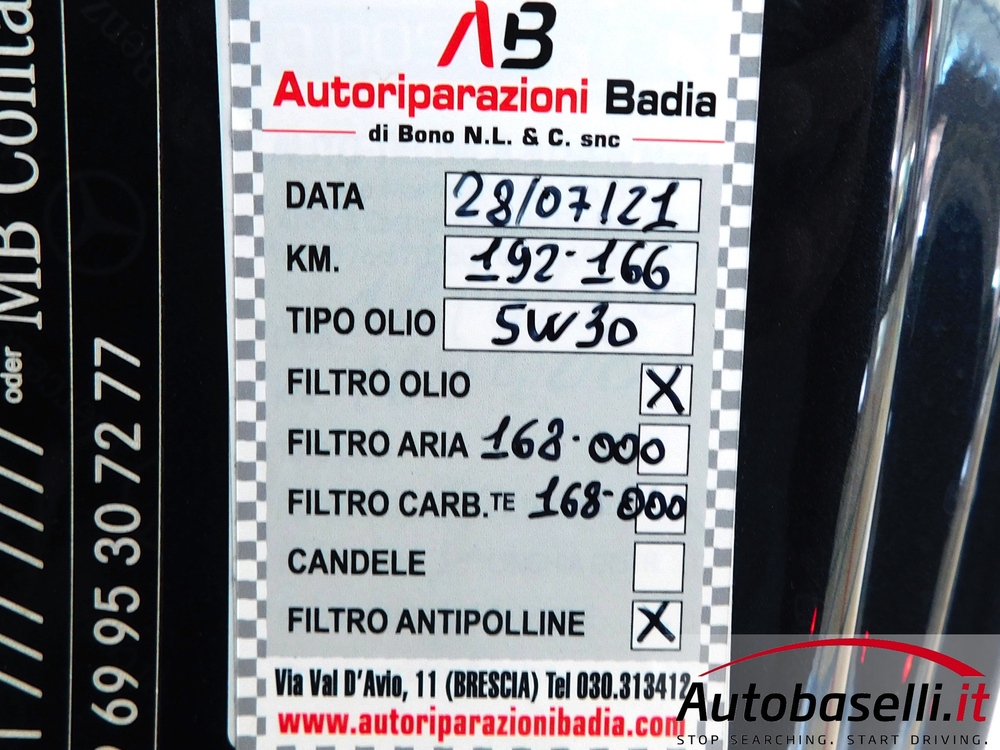 AB
Autoriparazioni Badia
di Bono N.L. & C. snc
DATA 28/07/21
KM. 192-166
TIPO OLIO 5W30
FILTRO OLIO X
FILTRO ARIA 168-000
FILTRO CARB.TE 168-000
CANDELE
FILTRO ANTIPOLLINE X
Via Val D'Avio, 11 (BRESCIA) Tel 030.313412
www.autoriparazionibadia.com
oder MB Conta
69 95 30 72 77
Autobaselli.it
STOP SEARCHING. START DRIVING.